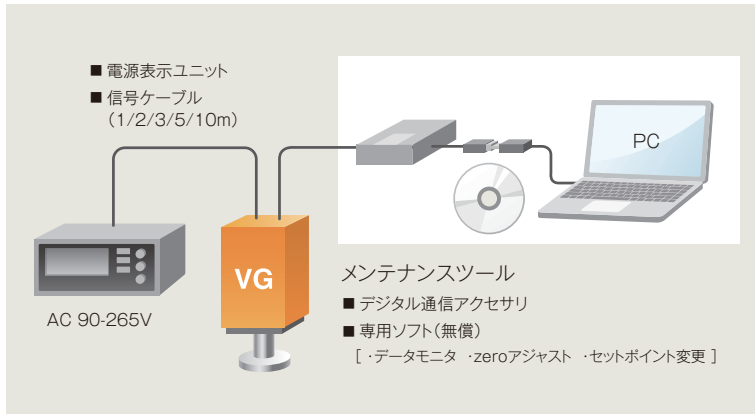 ■ 電源表示ユニット
■ 信号ケーブル
（1/2/3/5/10m）
PC
VG
AC 90-265V
メンテナンスツール
■ デジタル通信アクセサリ
■ 専用ソフト（無償）
[ ・データモニタ ・zeroアジャスト ・セットポイント変更 ]